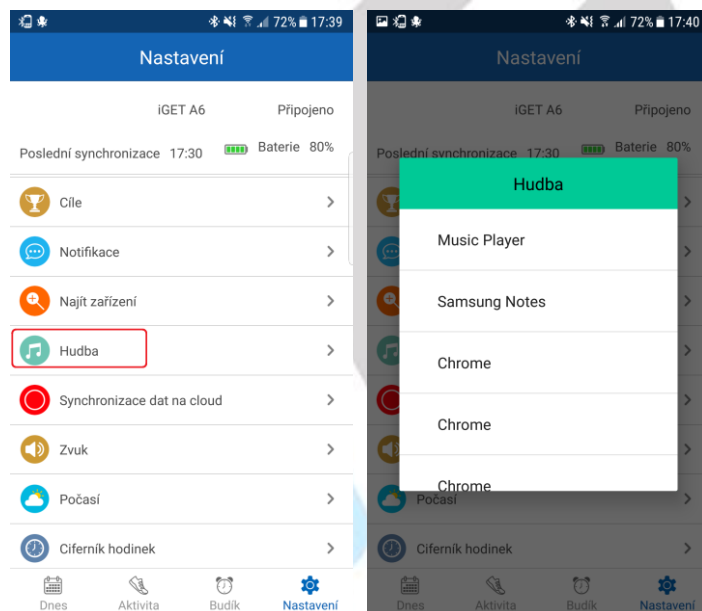 72% 17:39
Nastavení
iGET A6 Připojeno
Poslední synchronizace 17:30 Baterie 80%
Cíle
Notifikace
Najít zařízení
Hudba
Synchronizace dat na cloud
Zvuk
Počasí
Ciferník hodinek
Dnes Aktivita Budík Nastavení
72% 17:40
Nastavení
iGET A6 Připojeno
Poslední synchronizace 17:30 Baterie 80%
Hudba
Music Player
Samsung Notes
Chrome
Chrome
Chrome
Počasí
Ciferník hodinek
Dnes Aktivita Budík Nastavení